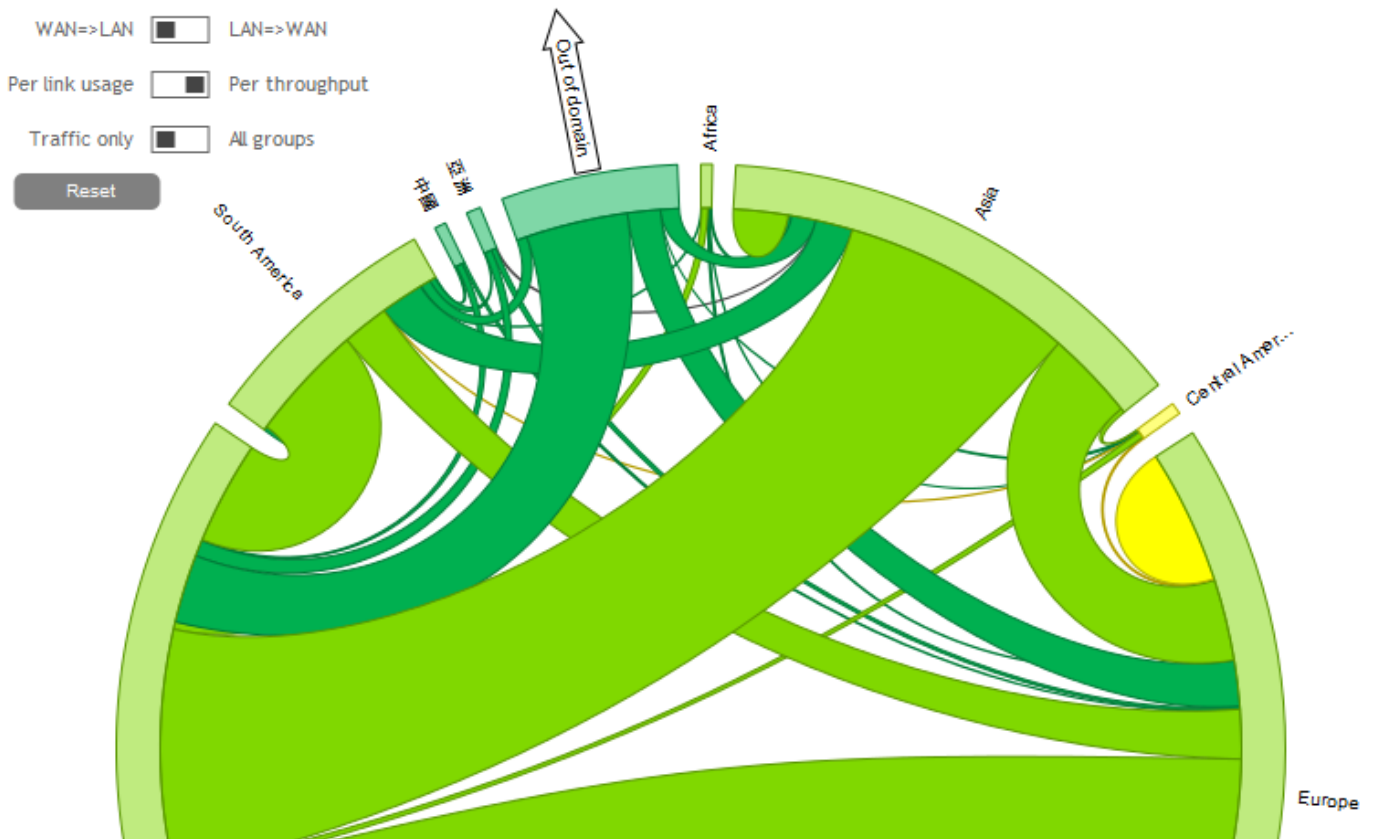 WAN=>LAN LAN=>WAN
Per link usage Per throughput
Traffic only All groups
Reset
South America
中國
亞洲
Out of domain
Africa
Asia
Central Amer...
Europe